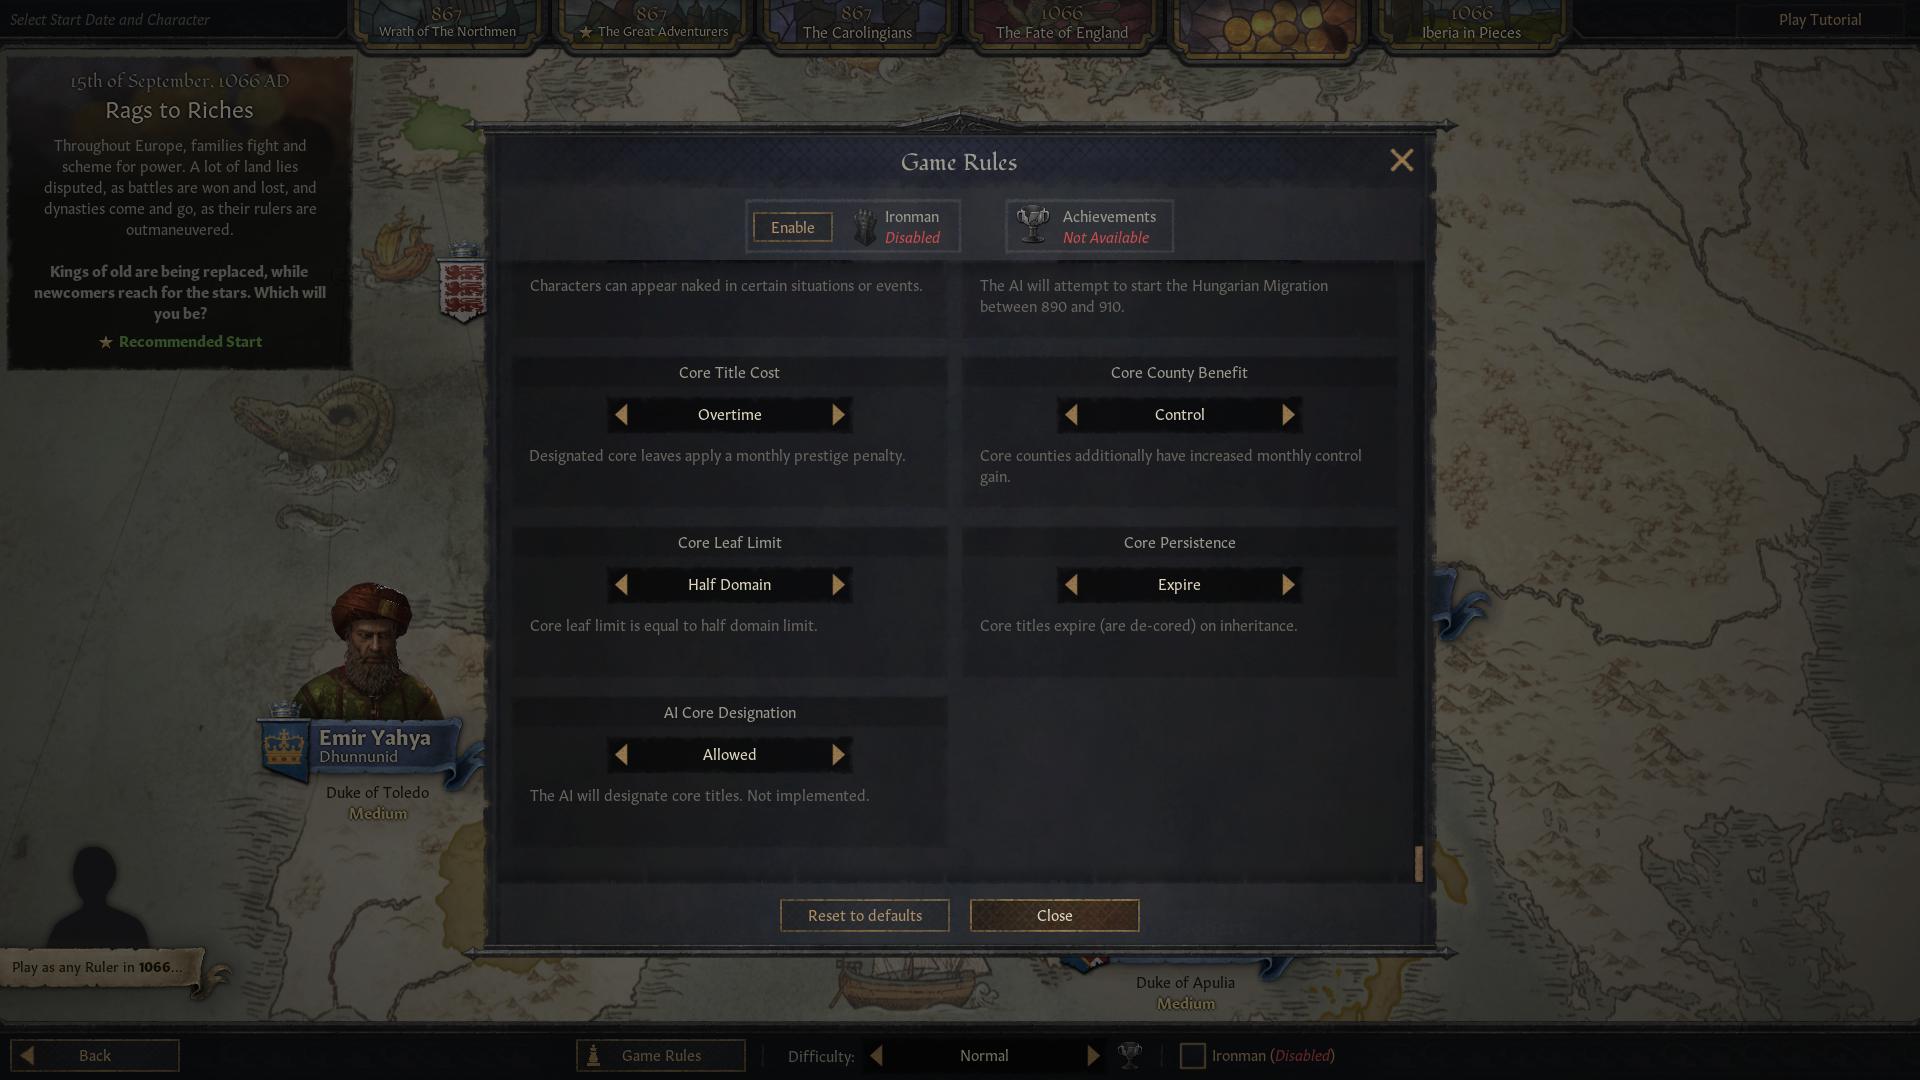 Select Start Date and Character
867
Wrath of The Northmen
867
The Great Adventurers
867
The Carolingians
1066
The Fate of England
1066
Iberia in Pieces
Play Tutorial
15th of September, 1066 AD
Rags to Riches
Throughout Europe, families fight and
scheme for power. A lot of land lies
disputed, as battles are won and lost, and
dynasties come and go, as their rulers are
outmaneuvered.
Kings of old are being replaced, while
newcomers reach for the stars. Which will
you be?
Recommended Start
Game Rules
Enable
Ironman
Disabled
Achievements
Not Available
Characters can appear naked in certain situations or events.
The AI will attempt to start the Hungarian Migration
between 890 and 910.
Core Title Cost
Overtime
Designated core leaves apply a monthly prestige penalty.
Core County Benefit
Control
Core counties additionally have increased monthly control
gain.
Core Leaf Limit
Half Domain
Core leaf limit is equal to half domain limit.
Core Persistence
Expire
Core titles expire (are de-cored) on inheritance.
AI Core Designation
Allowed
The AI will designate core titles. Not implemented.
Reset to defaults
Close
Emir Yahya
Dhunnunid
Duke of Toledo
Medium
Play as any Ruler in 1066...
Duke of Apulia
Medium
Back
Game Rules
Difficulty:
Normal
Ironman (Disabled)